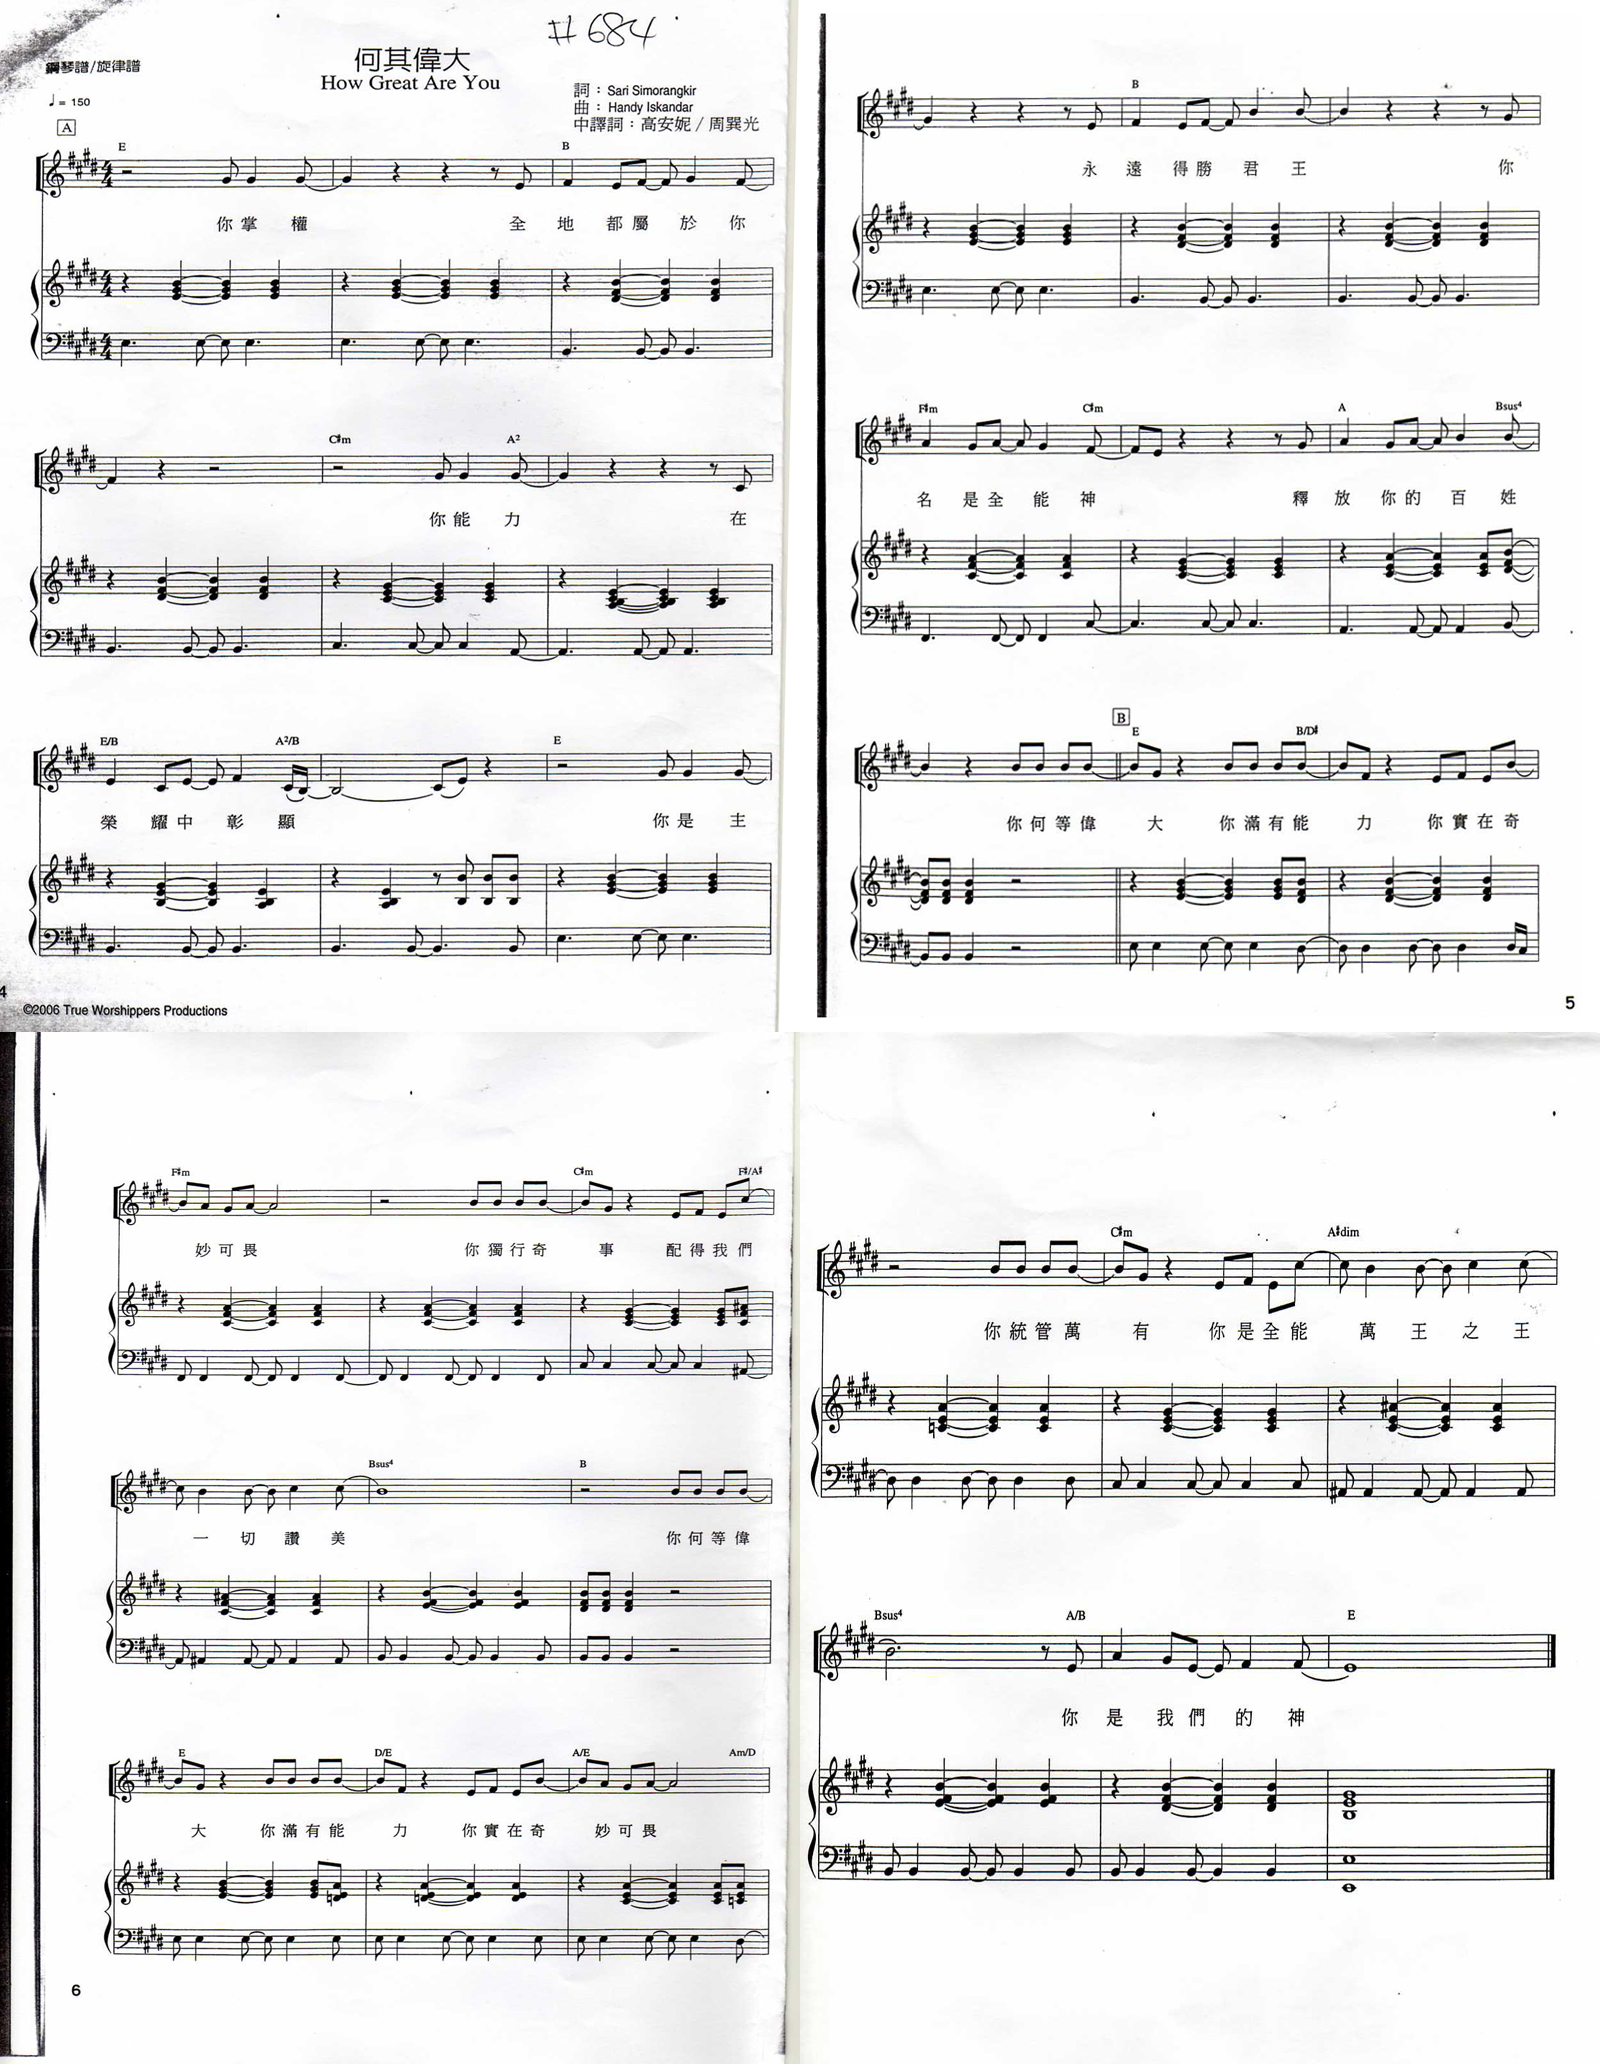 #684
鋼琴譜/旋律譜
何其偉大
How Great Are You
♩= 150
詞：Sari Simorangkir
曲：Handy Iskandar
中譯詞：高安妮 / 周巽光
A
E B
你掌 權 全 地 都屬 於 你
C#m A2
你能 力 在
E/B A2/B E
榮 耀中 彰 顯 你是 主
4
©2006 True Worshippers Productions
B
永 遠 得勝 君 王 你
F#m C#m A Bsus4
名 是全 能 神 釋 放 你的 百 姓
B
E B/D#
你何等偉 大 你滿有能 力 你實在奇
5
F#m C#m F#/A#
妙可畏 你獨行奇 事 配得我們
Bsus4 B
一 切 讚 美 你何等偉
E D/E A/E Am/D
大 你滿有能 力 你實在奇 妙可畏
6
C#m A#dim
你統管萬 有 你是全能 萬 王 之 王
Bsus4 A/B E
你 是 我們 的 神